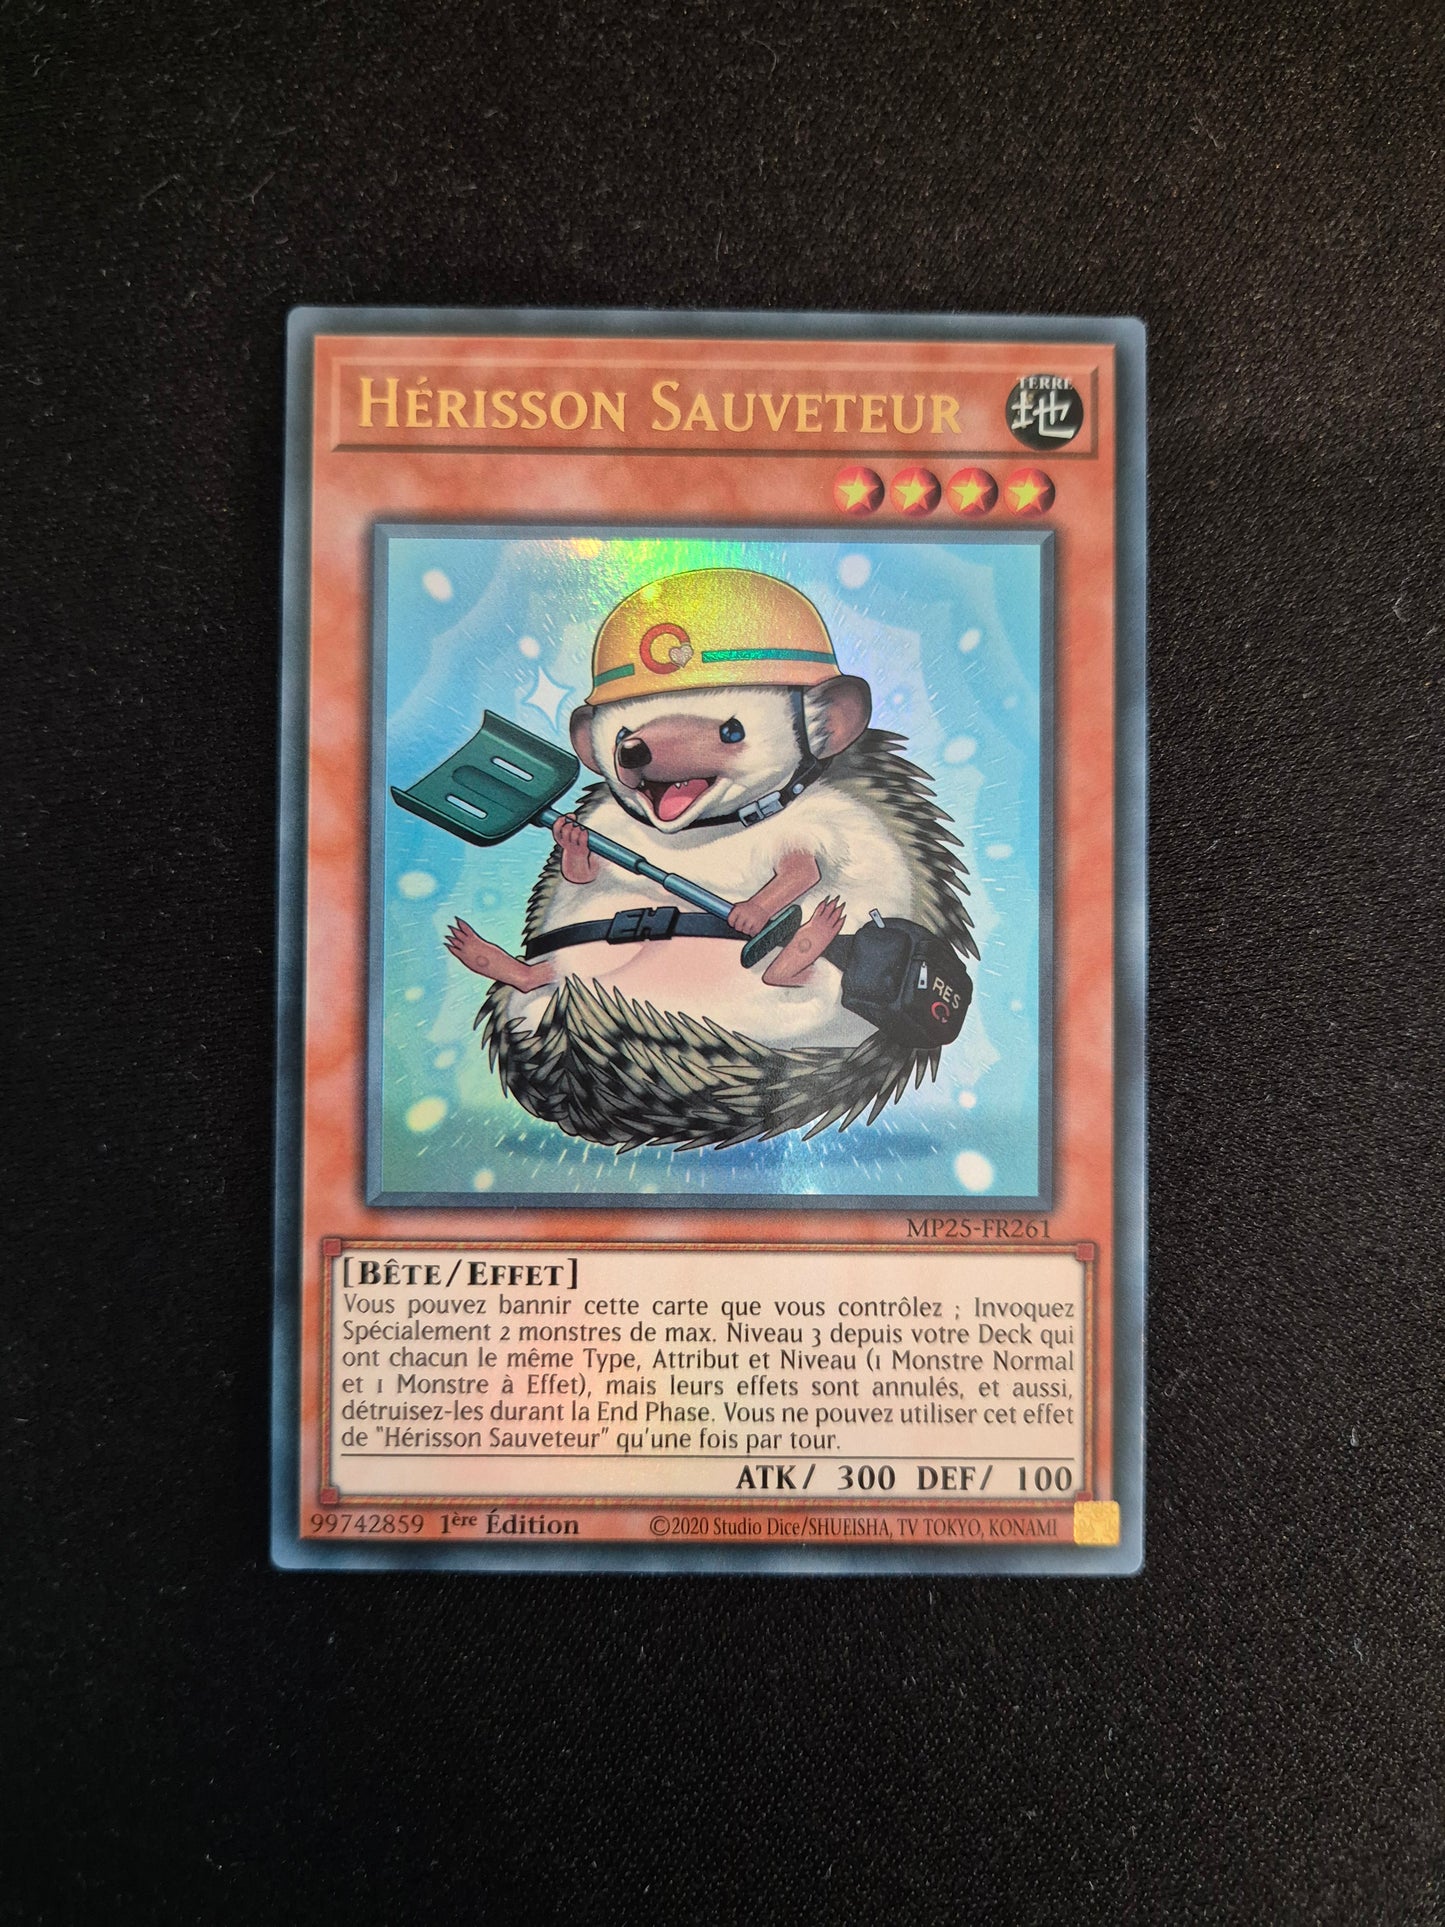 HÉRISSON SAUVETEUR
TERRE
地
RES
MP25-FR261
[BÊTE/EFFET]
Vous pouvez bannir cette carte que vous contrôlez ; Invoquez
Spécialement 2 monstres de max. Niveau 3 depuis votre Deck qui
ont chacun le même Type, Attribut et Niveau (1 Monstre Normal
et 1 Monstre à Effet), mais leurs effets sont annulés, et aussi,
détruisez-les durant la End Phase. Vous ne pouvez utiliser cet effet
de "Hérisson Sauveteur" qu'une fois par tour.
ATK/ 300 DEF/ 100
99742859 1ère Édition ©2020 Studio Dice/SHUEISHA, TV TOKYO, KONAMI